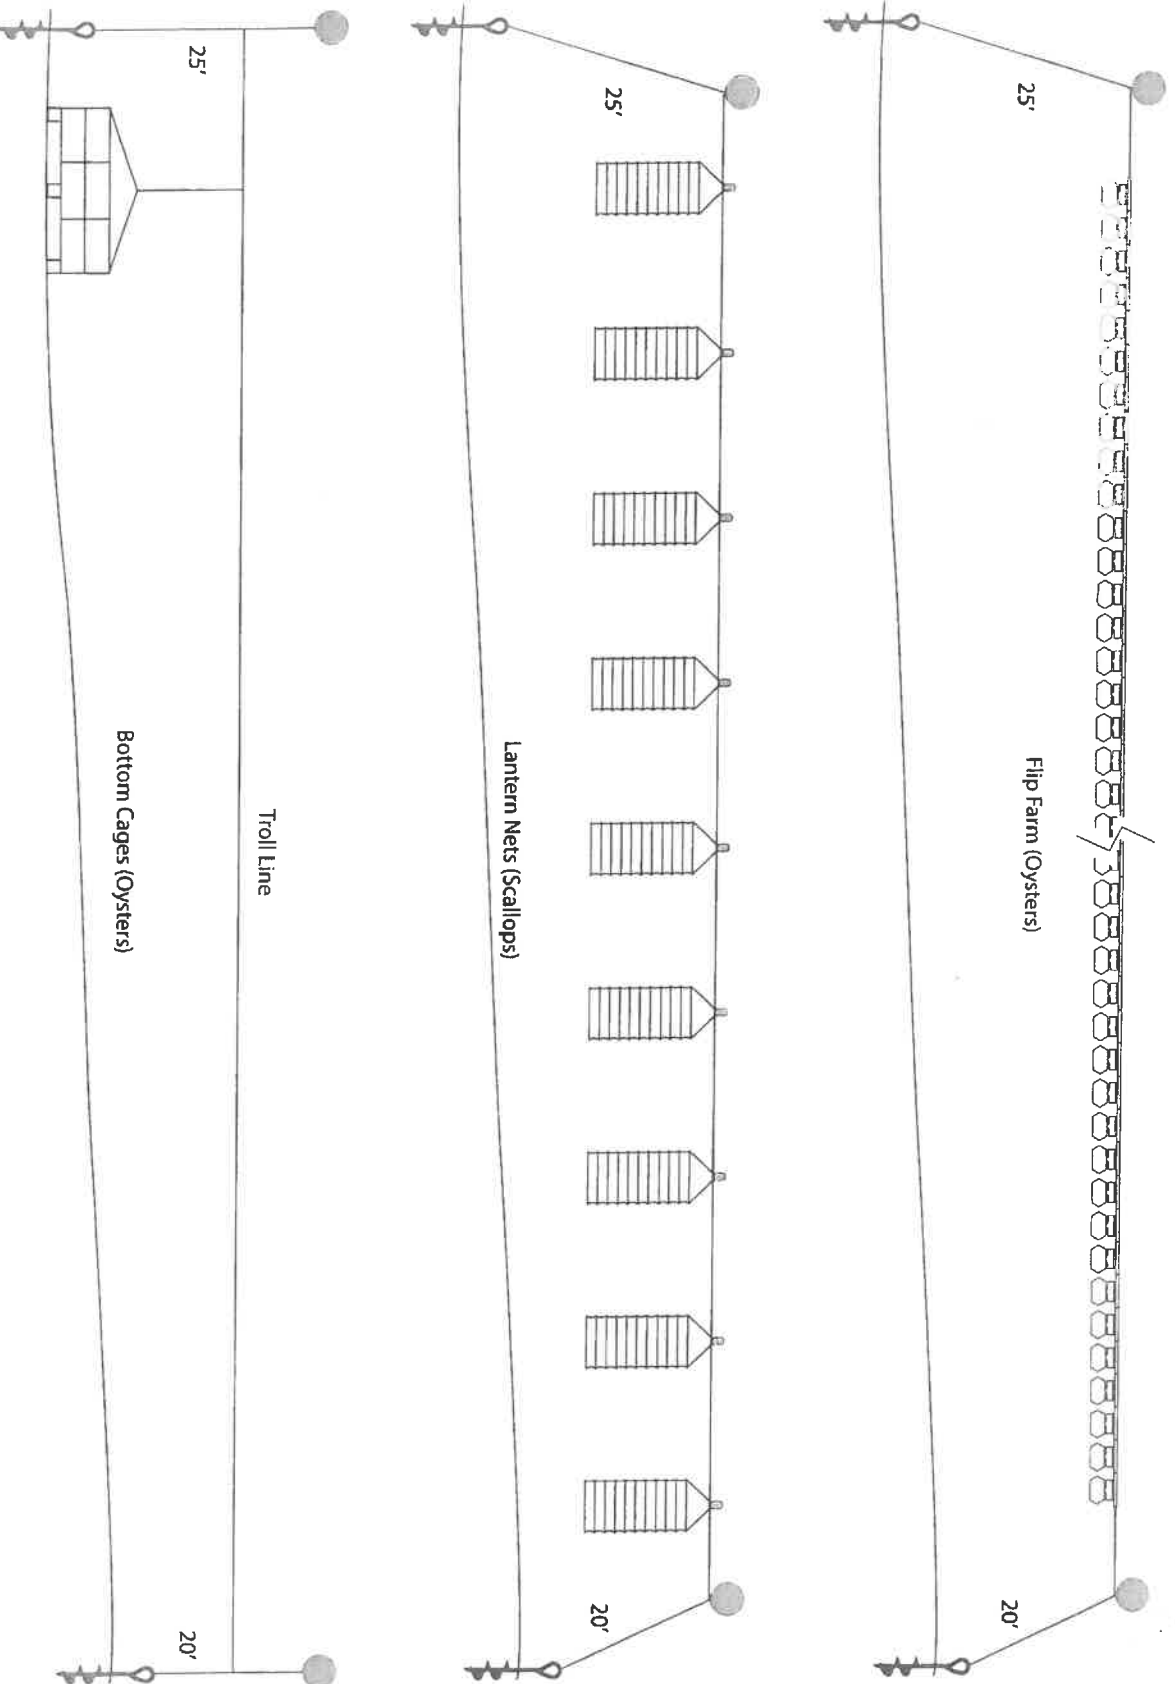 25'
20'
Flip Farm (Oysters)
25'
20'
Lantern Nets (Scallops)
25'
20'
Troll Line
Bottom Cages (Oysters)